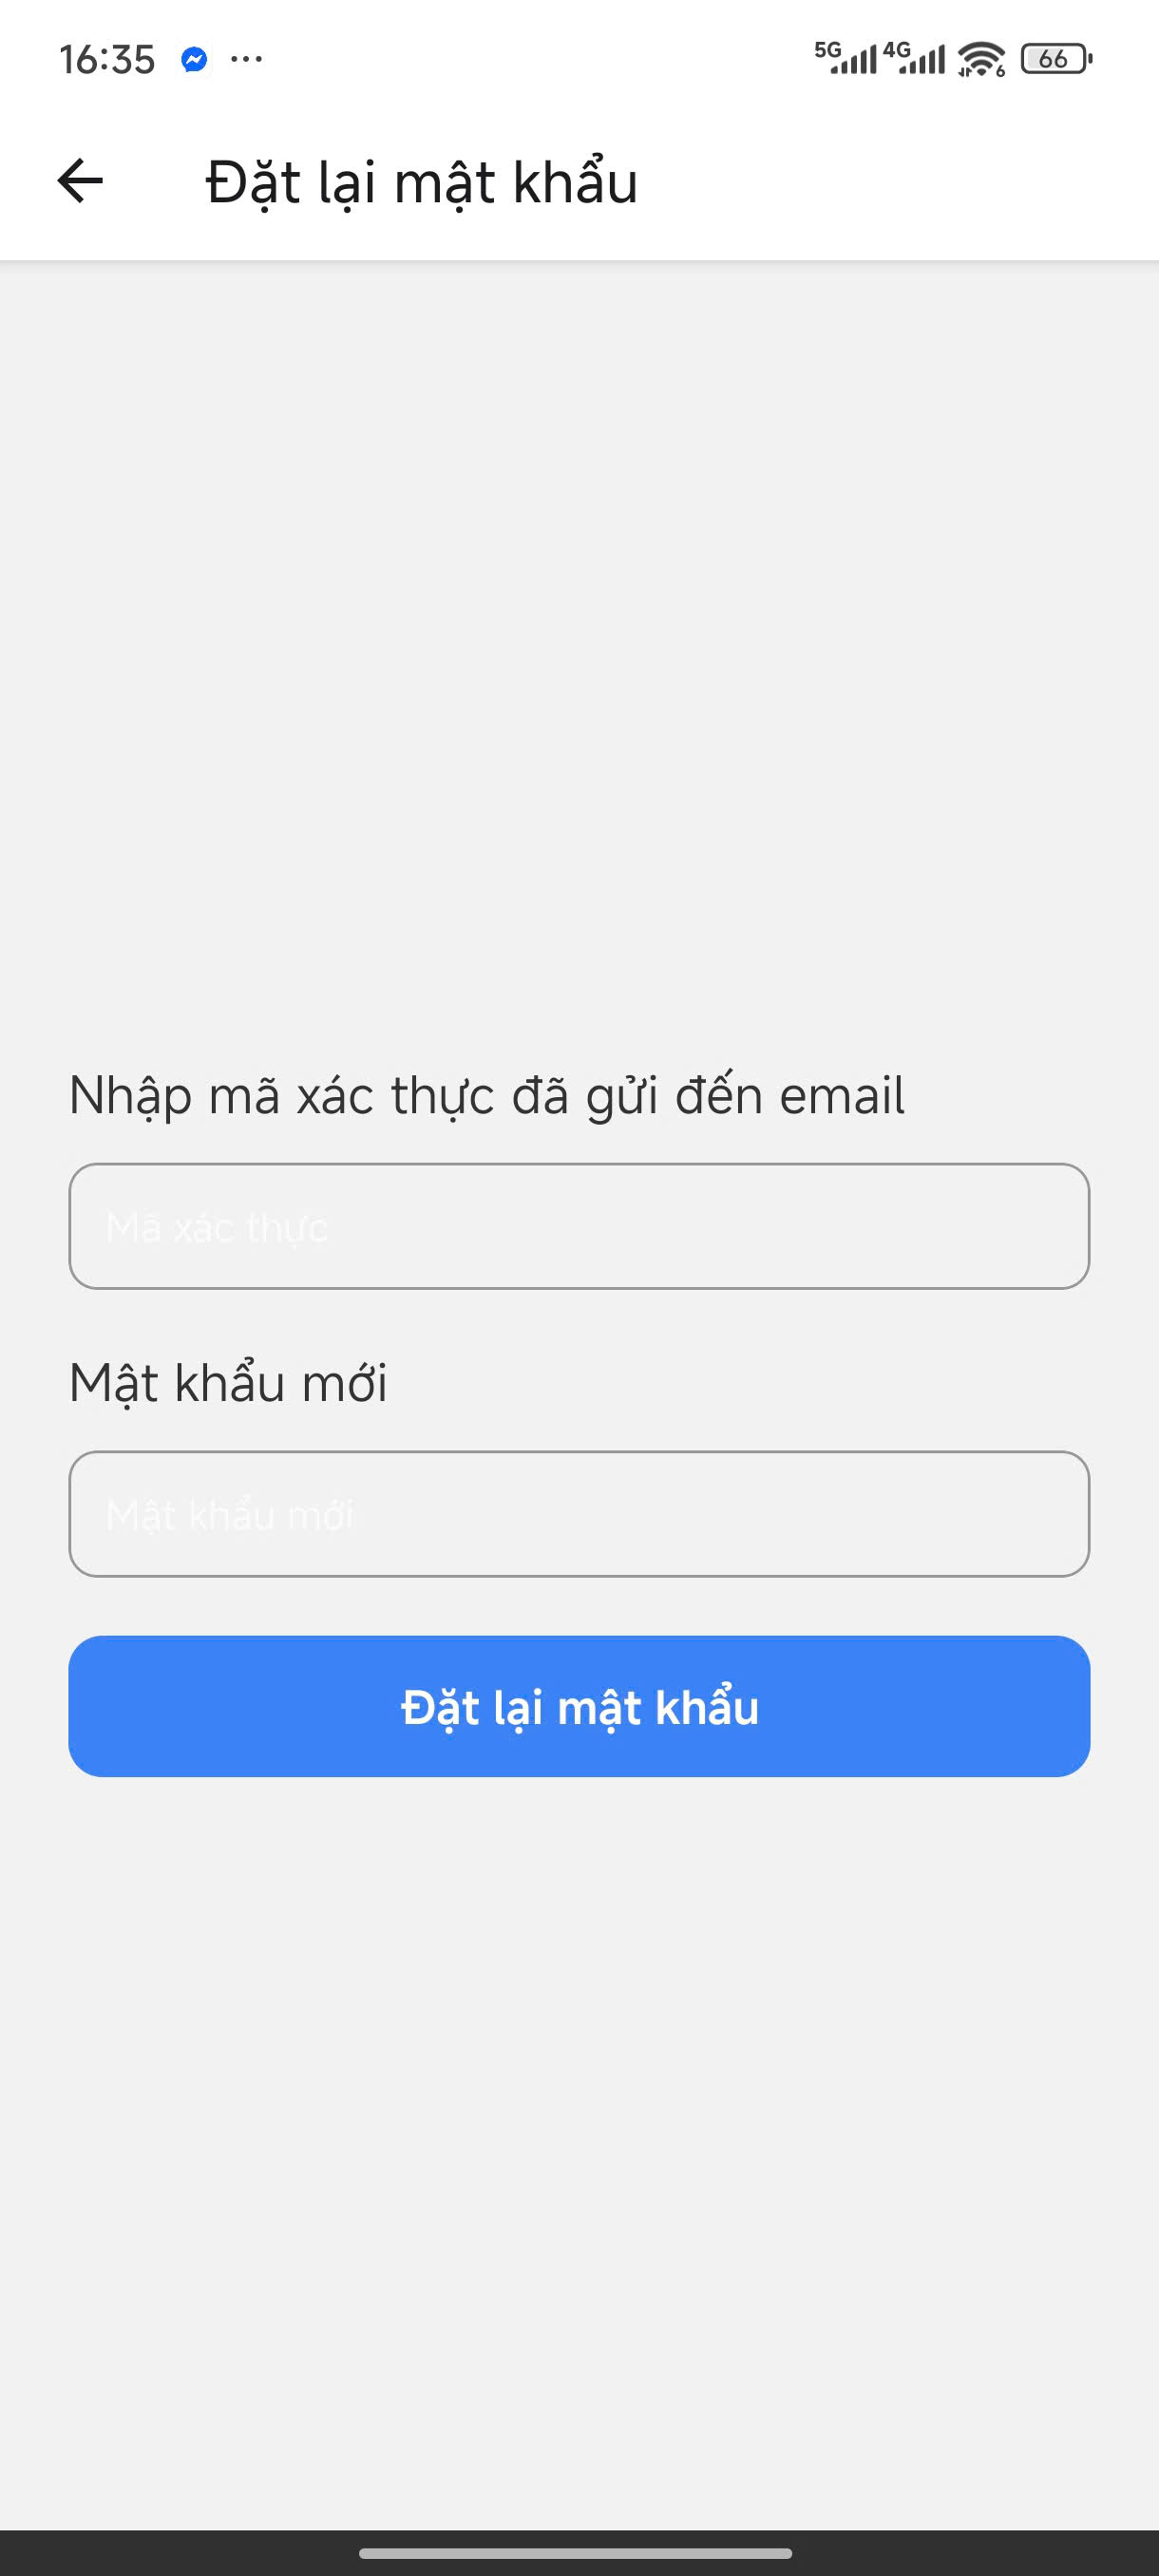 16:35 ... 5G 4G 6 66
Đặt lại mật khẩu
Nhập mã xác thực đã gửi đến email
Mã xác thực
Mật khẩu mới
Mật khẩu mới
Đặt lại mật khẩu